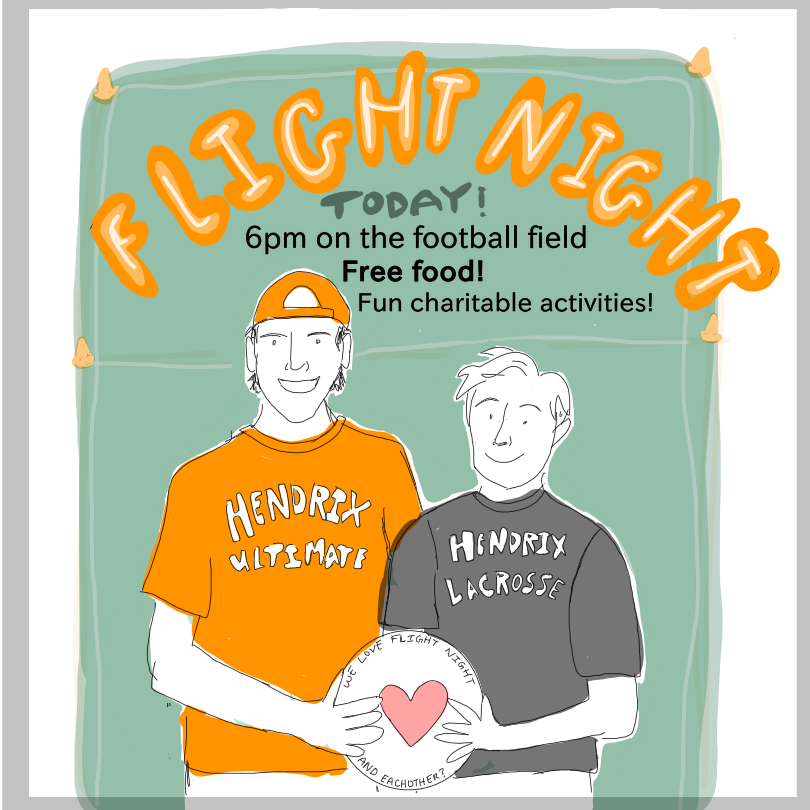 FLIGHT NIGHT
TODAY!
6pm on the football field
Free food!
Fun charitable activities!
HENDRIX
ULTIMATE
HENDRIX
LACROSSE
WE LOVE FLIGHT NIGHT
AND EACHOTHER?